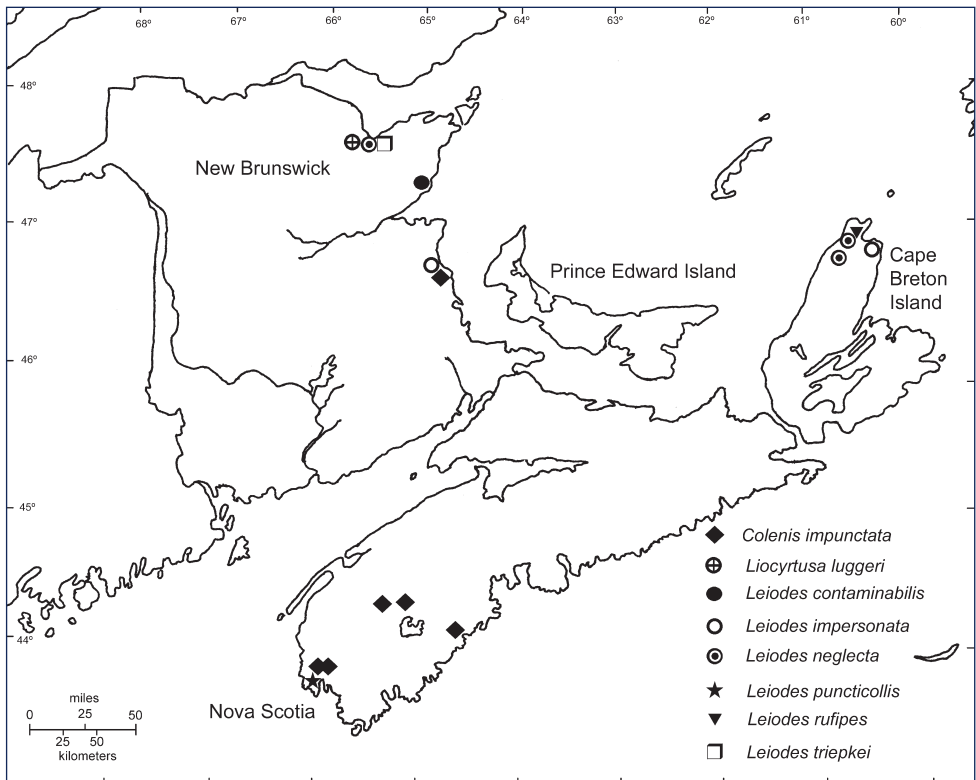 68° 67° 66° 65° 64° 63° 62° 61° 60°
48°
New Brunswick
47°
Prince Edward Island
Cape
Breton
Island
46°
45°
Colenis impunctata
Liocyrtusa luggeri
Leiodes contaminabilis
Leiodes impersonata
44°
Leiodes neglecta
Leiodes puncticollis
Nova Scotia
Leiodes rufipes
Leiodes triepkei
miles
0 25 50
25 50
kilometers